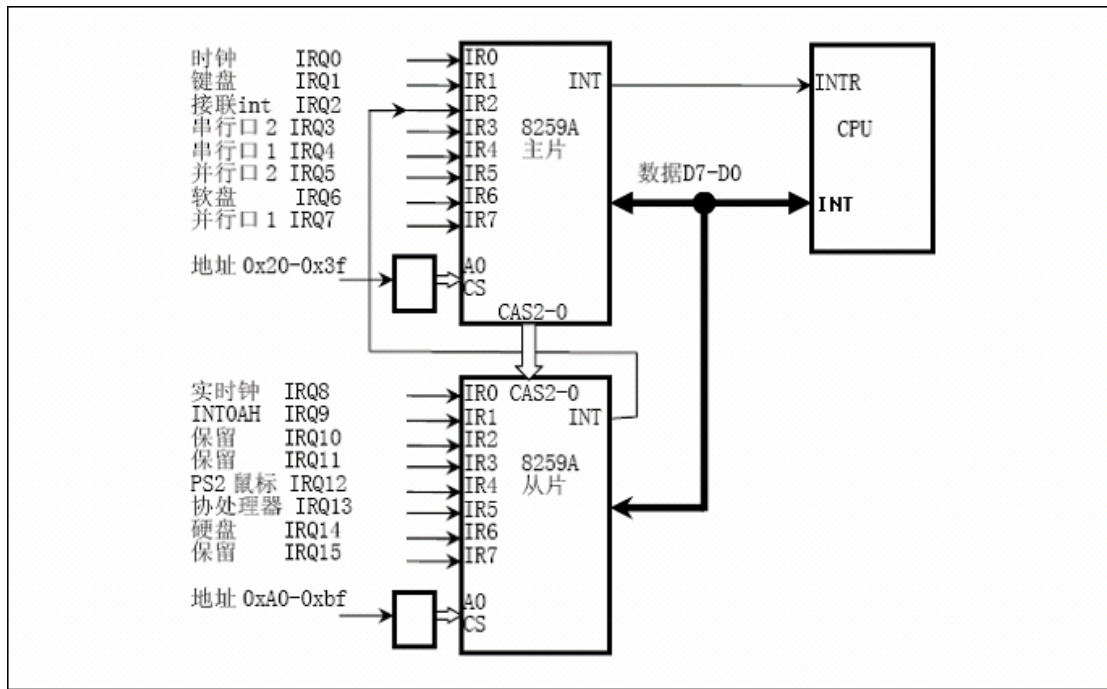 时钟 IRQ0
键盘 IRQ1
接联int IRQ2
串行口 2 IRQ3
串行口 1 IRQ4
并行口 2 IRQ5
软盘 IRQ6
并行口 1 IRQ7
地址 0x20-0x3f
IR0
IR1
IR2
IR3
IR4
IR5
IR6
IR7
A0
CS
INT
8259A
主片
CAS2-0
INTR
CPU
INT
数据D7-D0
实时钟 IRQ8
INT0AH IRQ9
保留 IRQ10
保留 IRQ11
PS2 鼠标 IRQ12
协处理器 IRQ13
硬盘 IRQ14
保留 IRQ15
地址 0xA0-0xbf
IR0 CAS2-0
IR1
IR2
IR3
IR4
IR5
IR6
IR7
A0
CS
INT
8259A
从片